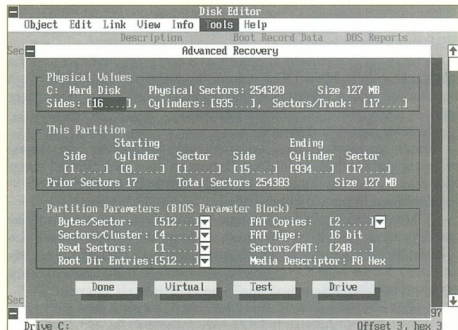 Disk Editor
Object Edit Link View Info Tools Help
Description Boot Record Data DOS Reports
Sec
Advanced Recovery
Physical Values
C: Hard Disk Physical Sectors: 254320 Size 127 MB
Sides: [16....], Cylinders: [935...], Sectors/Track: [17....]
This Partition
Starting Ending
Side Cylinder Sector Side Cylinder Sector
[1.....] [0......] [1.....] [15....] [934...] [17....]
Prior Sectors 17 Total Sectors 254303 Size 127 MB
Partition Parameters (BIOS Parameter Block)
Bytes/Sector: [512...] FAT Copies: [2.....]
Sectors/Cluster: [4.....] FAT Type: 16 bit
Rsvd Sectors: [1.....] Sectors/FAT: [248...]
Root Dir Entries: [512...] Media Descriptor: F8 Hex
Done Virtual Test Drive
Sec
97
Drive C: Offset 3, hex 3